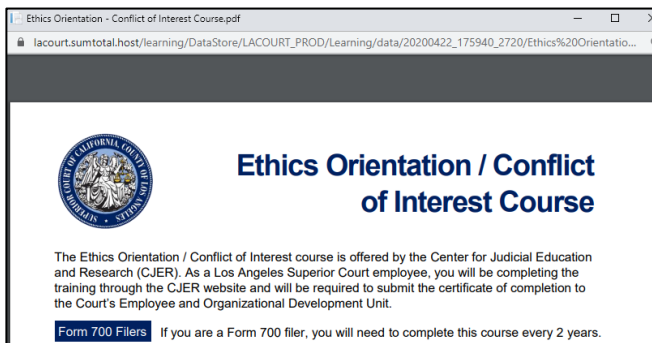 Ethics Orientation - Conflict of Interest Course.pdf
lacourt.sumtotal.host/learning/DataStore/LACOURT_PROD/Learning/data/20200422_175940_2720/Ethics%20Orientatio...
SUPERIOR COURT OF CALIFORNIA, COUNTY OF LOS ANGELES
Ethics Orientation / Conflict
of Interest Course
The Ethics Orientation / Conflict of Interest course is offered by the Center for Judicial Education
and Research (CJER). As a Los Angeles Superior Court employee, you will be completing the
training through the CJER website and will be required to submit the certificate of completion to
the Court's Employee and Organizational Development Unit.
Form 700 Filers If you are a Form 700 filer, you will need to complete this course every 2 years.